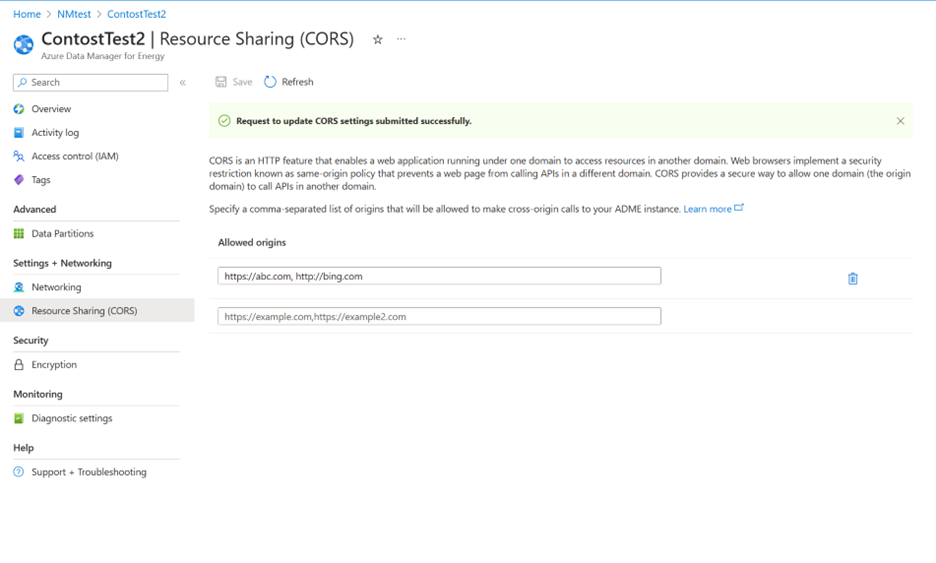 Home > NMtest > ContostTest2
ContostTest2 | Resource Sharing (CORS)
Azure Data Manager for Energy
Search
Save Refresh
Overview
Activity log
Access control (IAM)
Tags
Advanced
Data Partitions
Settings + Networking
Networking
Resource Sharing (CORS)
Security
Encryption
Monitoring
Diagnostic settings
Help
Support + Troubleshooting
Request to update CORS settings submitted successfully.
CORS is an HTTP feature that enables a web application running under one domain to access resources in another domain. Web browsers implement a security
restriction known as same-origin policy that prevents a web page from calling APIs in a different domain. CORS provides a secure way to allow one domain (the origin
domain) to call APIs in another domain.
Specify a comma-separated list of origins that will be allowed to make cross-origin calls to your ADME instance. Learn more
Allowed origins
https://abc.com, http://bing.com
https://example.com,https://example2.com